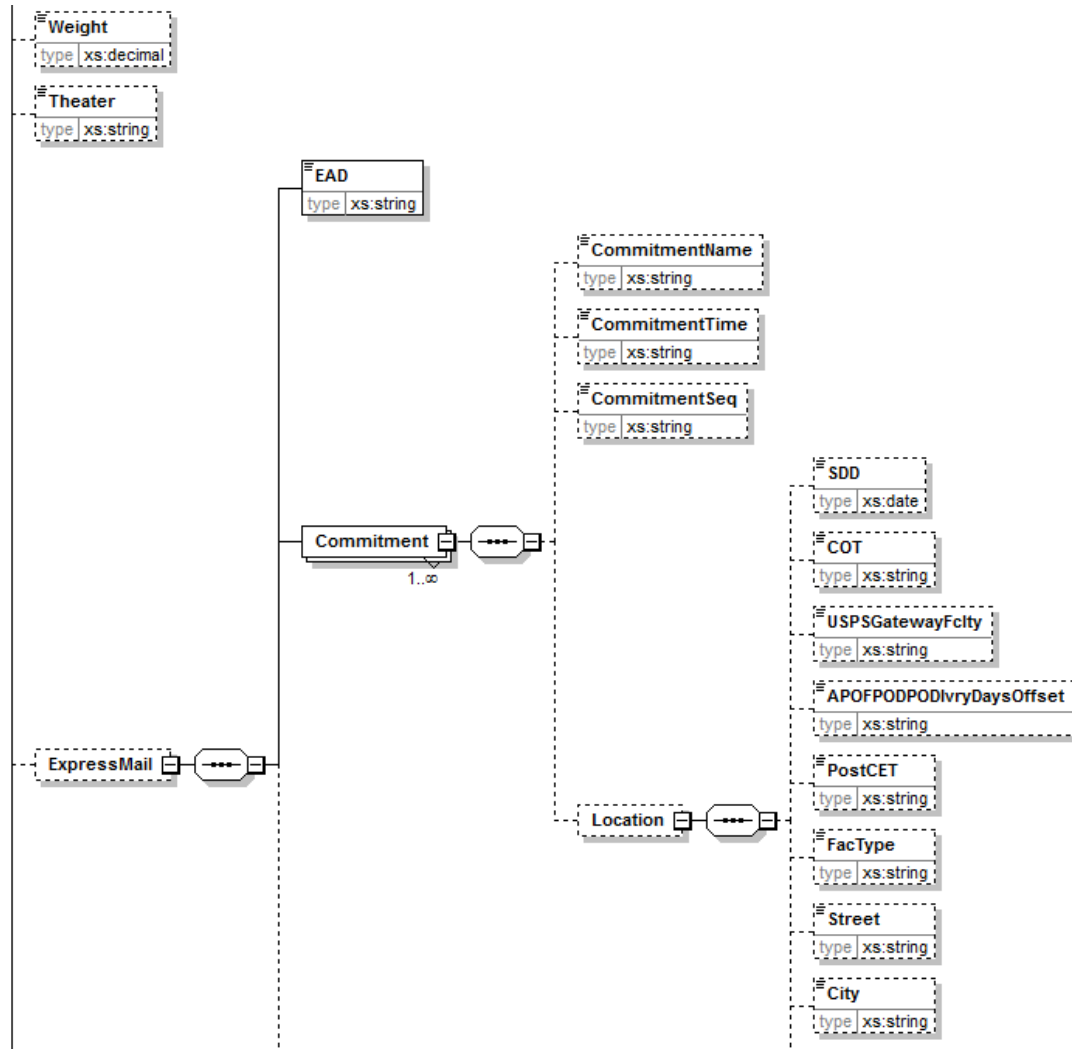 Weight
type xs:decimal
Theater
type xs:string
EAD
type xs:string
CommitmentName
type xs:string
CommitmentTime
type xs:string
CommitmentSeq
type xs:string
SDD
type xs:date
Commitment
1..∞
COT
type xs:string
USPSGatewayFclty
type xs:string
APOFPODPODlvryDaysOffset
type xs:string
ExpressMail
PostCET
type xs:string
Location
FacType
type xs:string
Street
type xs:string
City
type xs:string